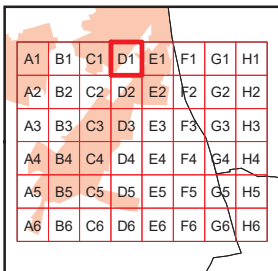 A1 B1 C1 D1 E1 F1 G1 H1
A2 B2 C2 D2 E2 F2 G2 H2
A3 B3 C3 D3 E3 F3 G3 H3
A4 B4 C4 D4 E4 F4 G4 H4
A5 B5 C5 D5 E5 F5 G5 H5
A6 B6 C6 D6 E6 F6 G6 H6